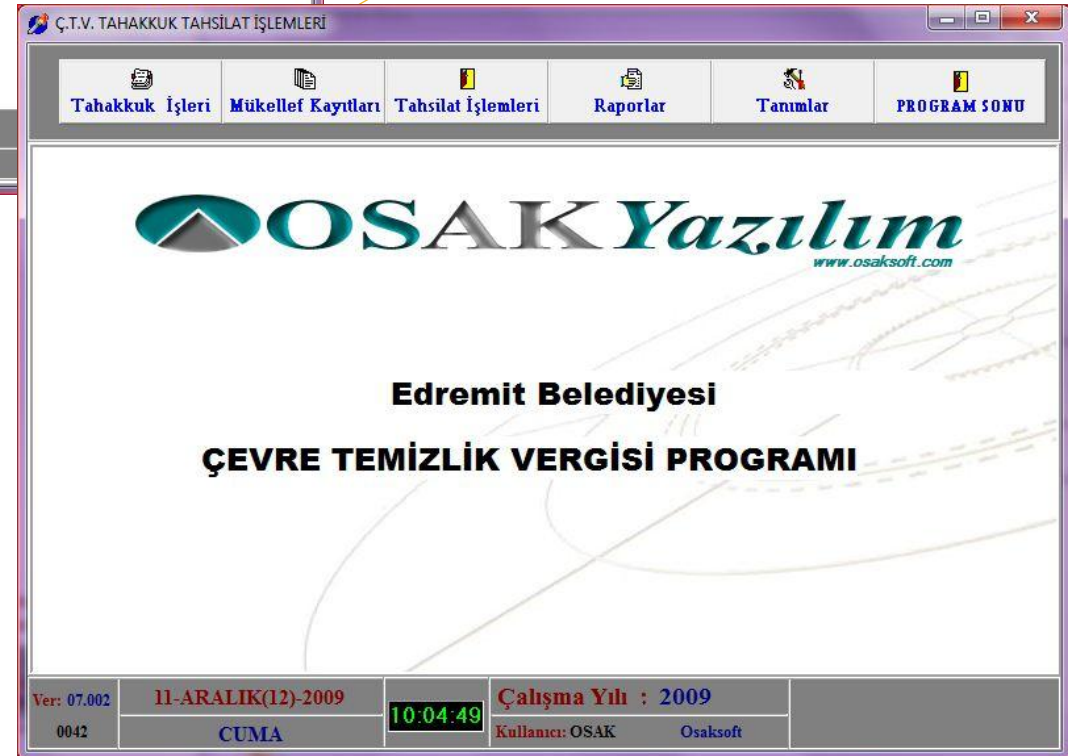 Ç.T.V. TAHAKKUK TAHSİLAT İŞLEMLERİ
Tahakkuk İşleri Mükellef Kayıtları Tahsilat İşlemleri Raporlar Tanımlar PROGRAM SONU
OSAK Yazılım
www.osaksoft.com
Edremit Belediyesi
ÇEVRE TEMİZLİK VERGİSİ PROGRAMI
Ver: 07.002 11-ARALIK(12)-2009 10:04:49 Çalışma Yılı : 2009
0042 CUMA Kullanıcı: OSAK Osaksoft